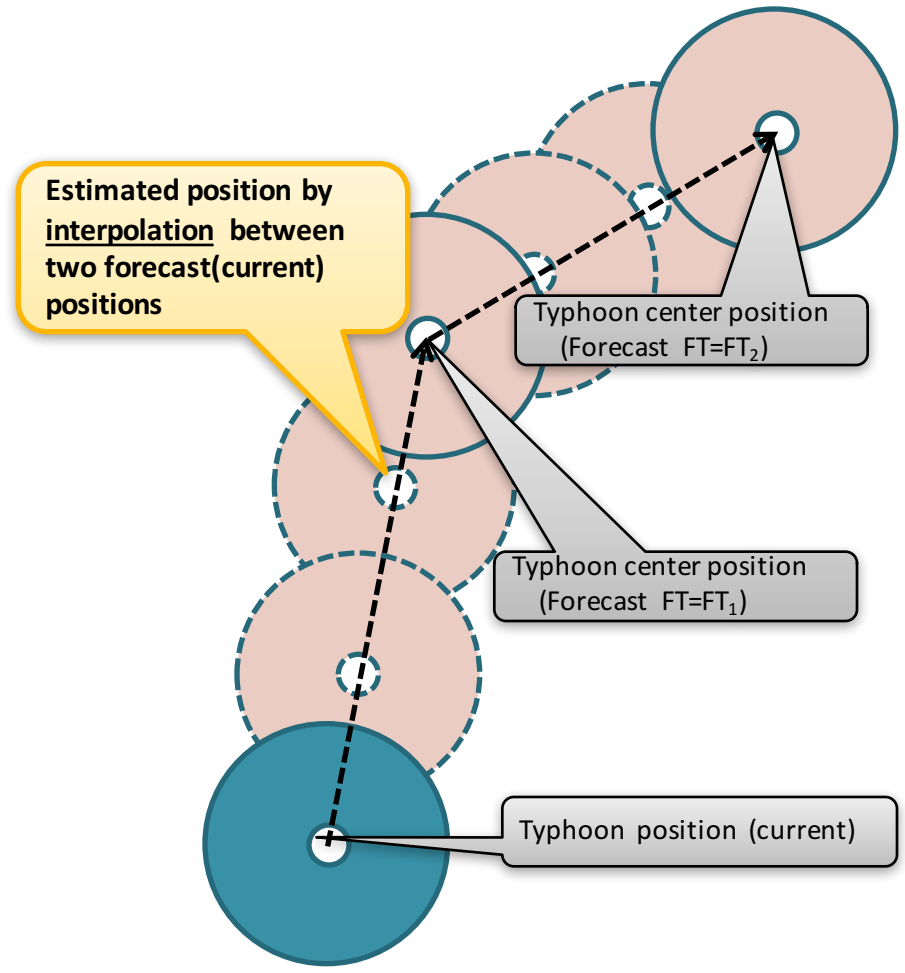 Estimated position by
interpolation between
two forecast(current)
positions
Typhoon center position
(Forecast FT=FT₂)
Typhoon center position
(Forecast FT=FT₁)
Typhoon position (current)